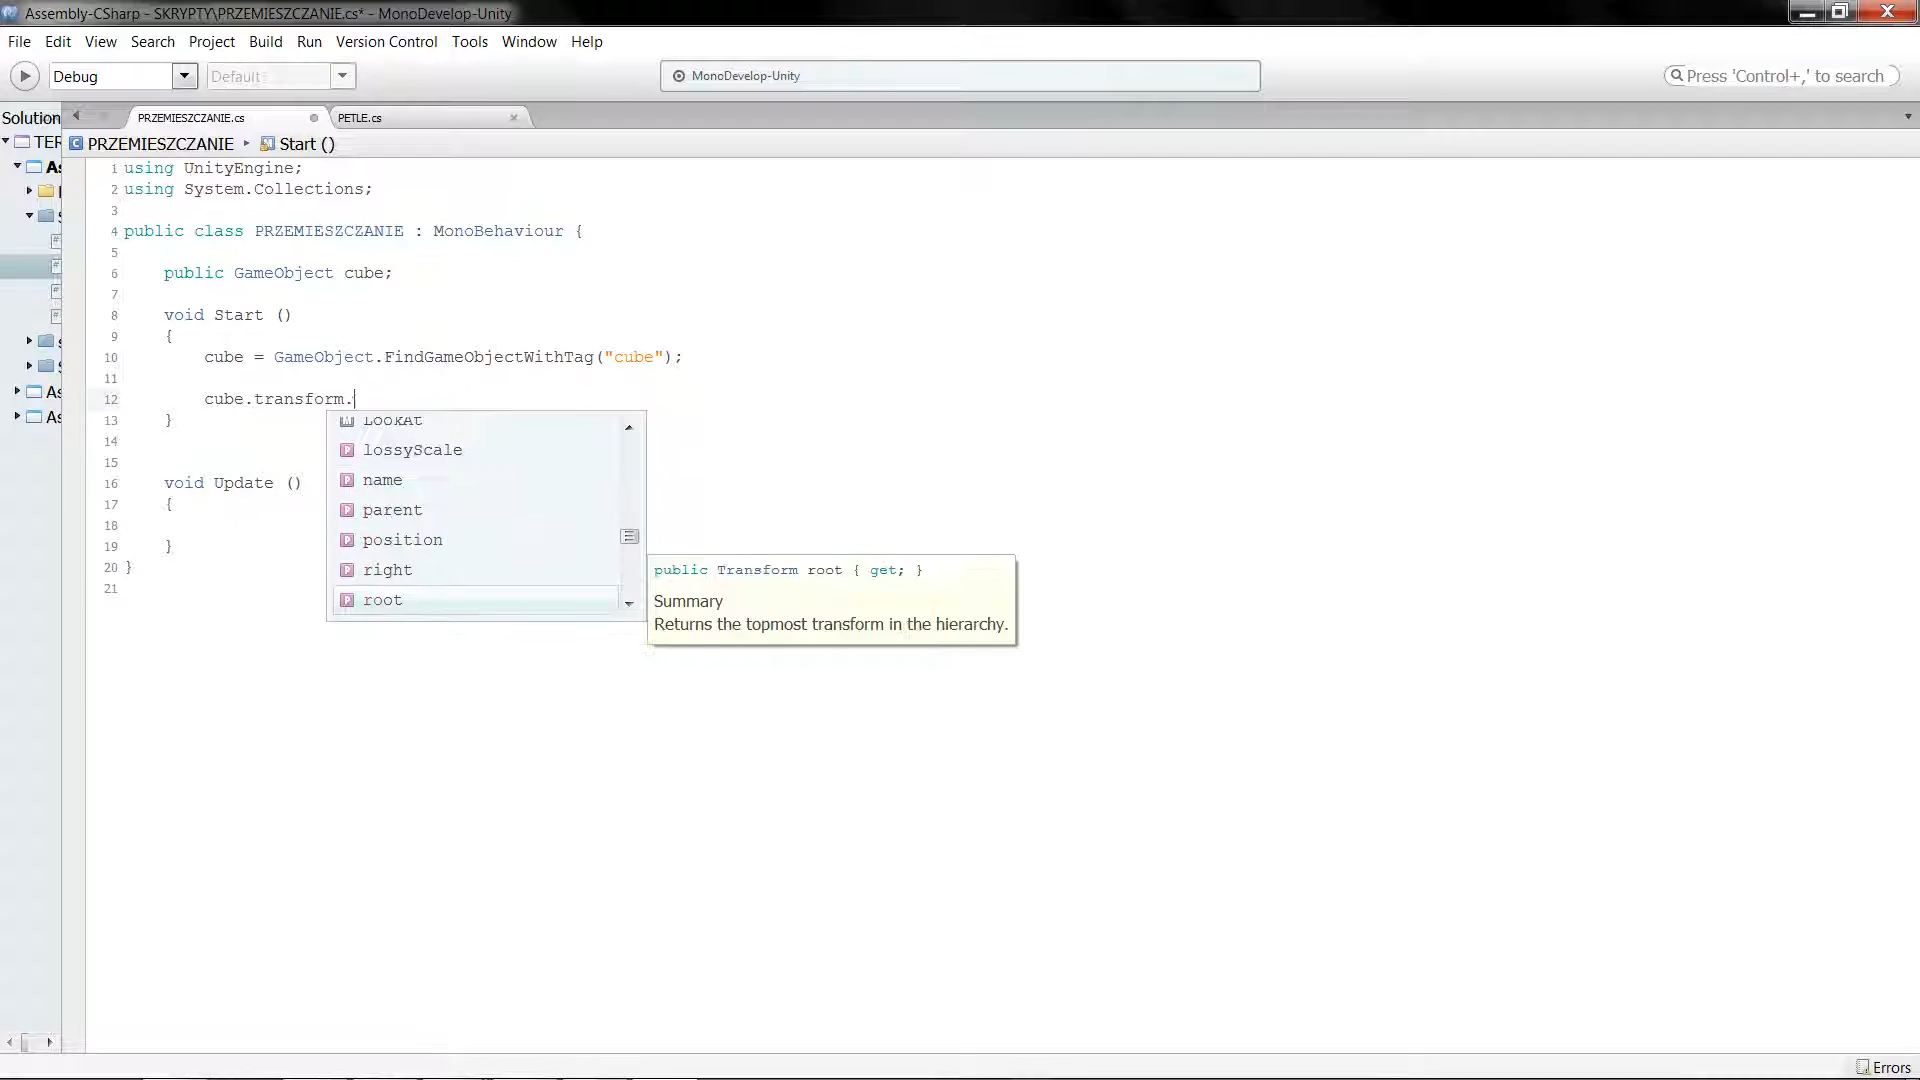 Assembly-CSharp - SKRYPTY\PRZEMIESZCZANIE.cs* - MonoDevelop-Unity
File Edit View Search Project Build Run Version Control Tools Window Help
Debug Default MonoDevelop-Unity Press 'Control+,' to search
Solution PRZEMIESZCZANIE.cs PETLE.cs
TER PRZEMIESZCZANIE Start ()
1 using UnityEngine;
2 using System.Collections;
3
4 public class PRZEMIESZCZANIE : MonoBehaviour {
5
6 public GameObject cube;
7
8 void Start ()
9 {
10 cube = GameObject.FindGameObjectWithTag("cube");
11
12 cube.transform.
13 }
14
15
16 void Update ()
17 {
18
19 }
20 }
21
As
As
As
LookAt
lossyScale
name
parent
position
right
root
public Transform root { get; }
Summary
Returns the topmost transform in the hierarchy.
Errors